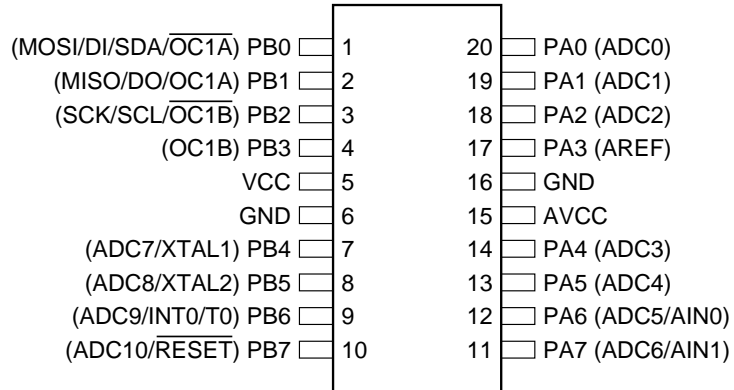 (MOSI/DI/SDA/O̅C̅1̅A̅) PB0 1 20 PA0 (ADC0)
(MISO/DO/OC1A) PB1 2 19 PA1 (ADC1)
(SCK/SCL/O̅C̅1̅B̅) PB2 3 18 PA2 (ADC2)
(OC1B) PB3 4 17 PA3 (AREF)
VCC 5 16 GND
GND 6 15 AVCC
(ADC7/XTAL1) PB4 7 14 PA4 (ADC3)
(ADC8/XTAL2) PB5 8 13 PA5 (ADC4)
(ADC9/INT0/T0) PB6 9 12 PA6 (ADC5/AIN0)
(ADC10/R̅E̅S̅E̅T̅) PB7 10 11 PA7 (ADC6/AIN1)